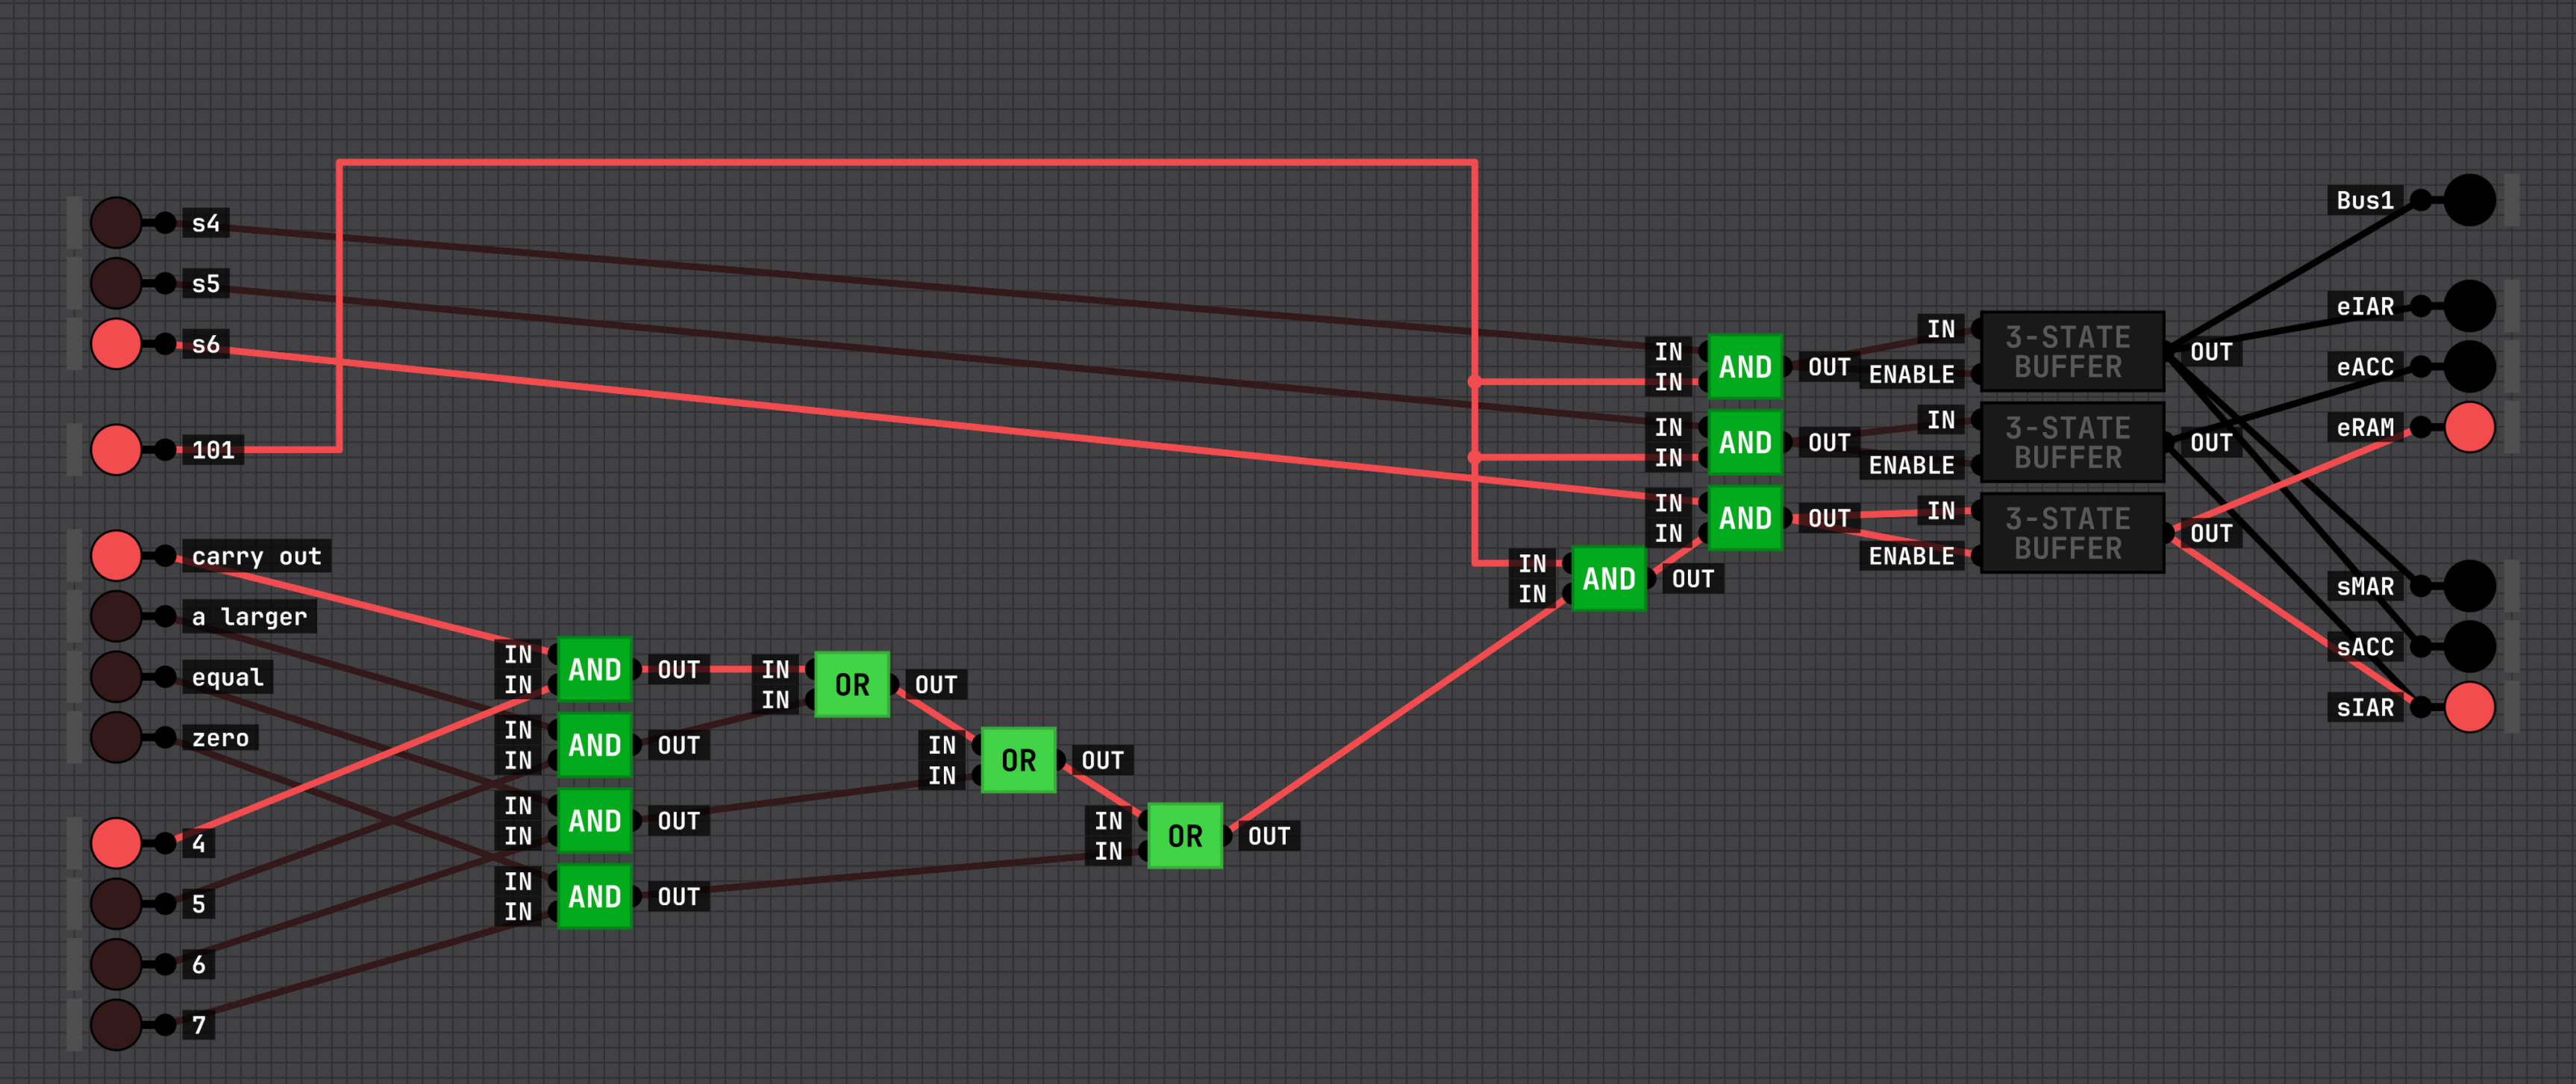 s4
s5
s6
101
carry out
a larger
equal
zero
4
5
6
7
IN
IN
AND
OUT
IN
IN
AND
OUT
IN
IN
AND
OUT
IN
IN
AND
OUT
IN
IN
OR
OUT
IN
IN
OR
OUT
IN
IN
OR
OUT
IN
IN
AND
OUT
IN
IN
AND
OUT
IN
IN
AND
OUT
IN
IN
AND
OUT
IN
ENABLE
3-STATE
BUFFER
OUT
IN
ENABLE
3-STATE
BUFFER
OUT
IN
ENABLE
3-STATE
BUFFER
OUT
Bus1
eIAR
eACC
eRAM
sMAR
sACC
sIAR